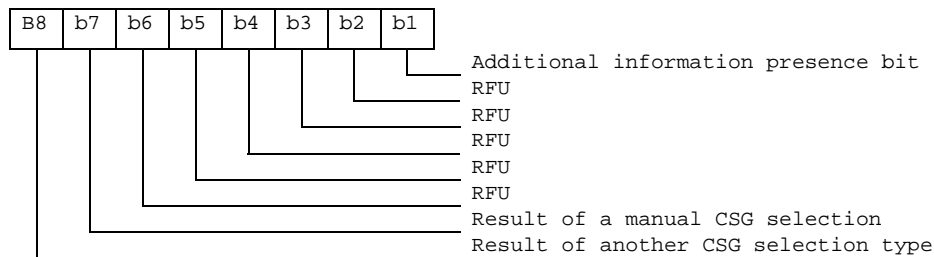 B8 b7 b6 b5 b4 b3 b2 b1
Additional information presence bit
RFU
RFU
RFU
RFU
RFU
Result of a manual CSG selection
Result of another CSG selection type